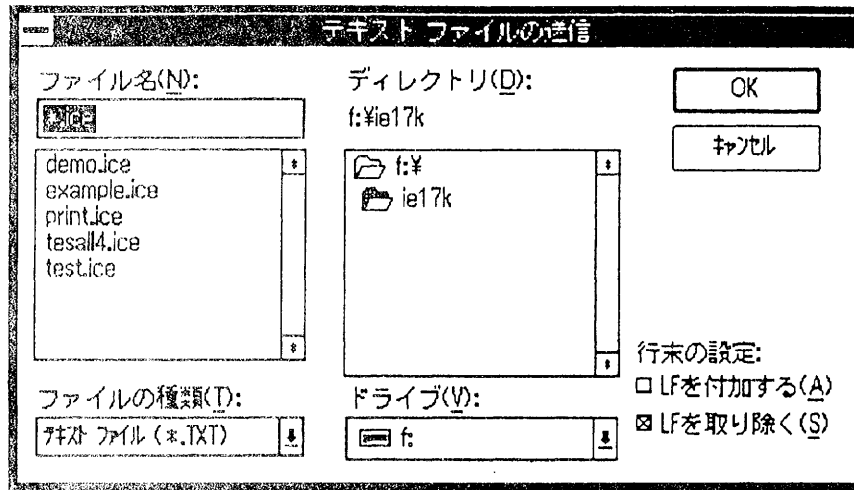 テキスト ファイルの送信
ファイル名(N):
*.ice
demo.ice
example.ice
print.ice
tesall4.ice
test.ice
ファイルの種類(T):
テキスト ファイル (*.TXT)
ディレクトリ(D):
f:¥ie17k
f:¥
ie17k
ドライブ(V):
f:
OK
キャンセル
行末の設定:
LFを付加する(A)
LFを取り除く(S)